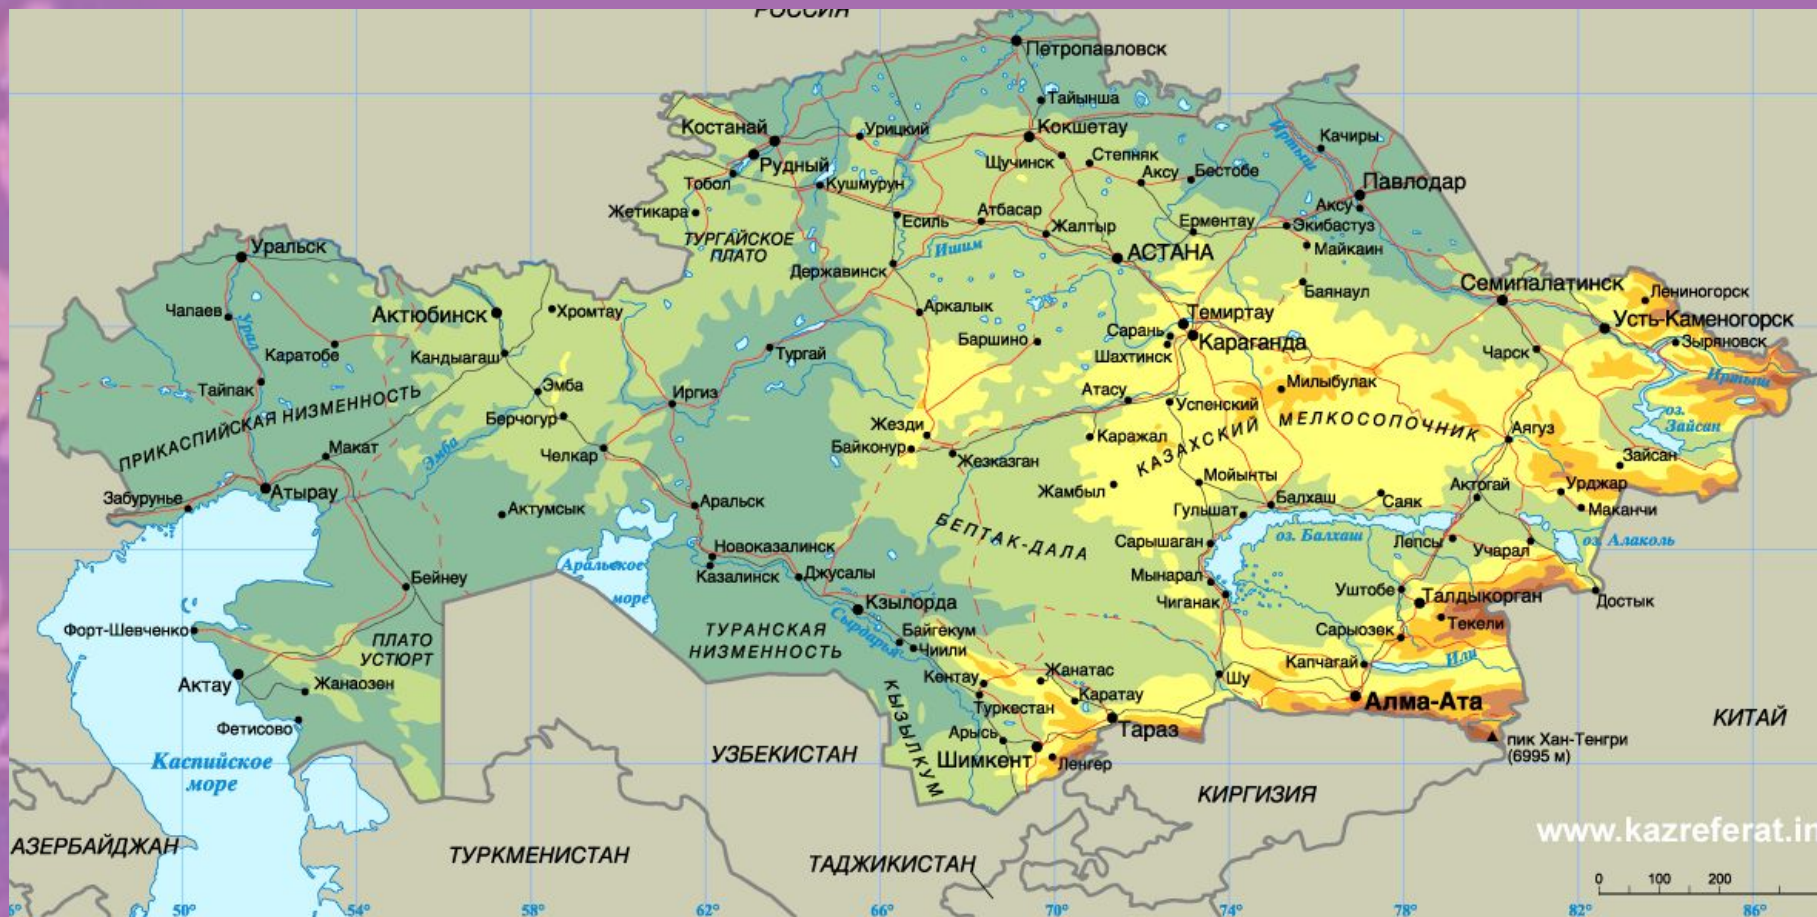 РОССИЯ
Петропавловск
Тайынша
Костанай
Урицкий
Кокшетау
Иртыш
Качиры
Рудный
Щучинск
Степняк
Тобол
Кушмурун
Аксу
Бестобе
Павлодар
Жетикара
Есиль
Атбасар
Жалтыр
Ерментау
Аксу
Экибастуз
ТУРГАЙСКОЕ
ПЛАТО
Ишим
Майкаин
Уральск
Державинск
АСТАНА
Чапаев
Урал
Актюбинск
Хромтау
Аркалык
Баянаул
Семипалатинск
Лениногорск
Каратобе
Кандыагаш
Тургай
Баршино
Темиртау
Сарань
Караганда
Шахтинск
Усть-Каменогорск
Чарск
Зыряновск
Тайпак
Эмба
Иргиз
Атасу
Милыбулак
Иртыш
ПРИКАСПИЙСКАЯ НИЗМЕННОСТЬ
Берчогур
Успенский
оз.
Зайсан
Макат
Эмба
Челкар
Жезди
Байконур
Жезказган
Каражал
КАЗАХСКИЙ МЕЛКОСОПОЧНИК
Аягуз
Зайсан
Забурунье
Атырау
Актумсык
Аральск
Жамбыл
Мойынты
Балхаш
Саяк
Актогай
Урджар
Гульшат
Маканчи
БЕПТАК-ДАЛА
Новоказалинск
Сарышаган
оз. Балхаш
Лепсы
Учарал
оз. Алаколь
Аральское
море
Казалинск
Джусалы
Бейнеу
Мынарал
Чиганак
Уштобе
Талдыкорган
Достык
Кзылорда
Сырдарья
Форт-Шевченко
ПЛАТО
УСТЮРТ
ТУРАНСКАЯ
НИЗМЕННОСТЬ
Байгекум
Чиили
Сарыозек
Текели
Капчагай
Или
Актау
Жанаозен
Кентау
Жанатас
Шу
Каратау
Туркестан
Алма-Ата
Фетисово
КЫЗЫЛКУМ
Арысь
Тараз
КИТАЙ
Каспийское
море
УЗБЕКИСТАН
Шимкент
Ленгер
пик Хан-Тенгри
(6995 м)
КИРГИЗИЯ
www.kazreferat.in
АЗЕРБАЙДЖАН
ТУРКМЕНИСТАН
ТАДЖИКИСТАН
0 100 200
50° 54° 58° 62° 66° 70° 74° 78° 82° 86°